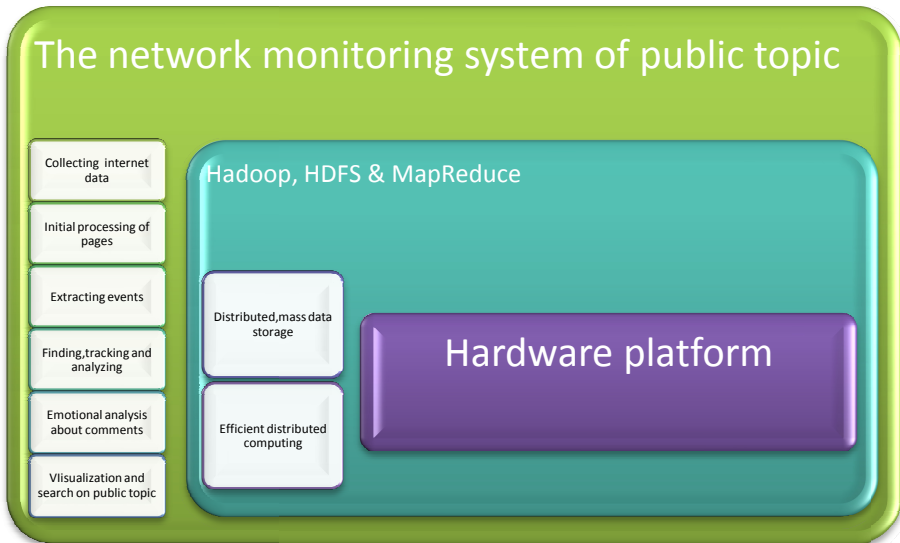 The network monitoring system of public topic
Collecting internet
data
Initial processing of
pages
Extracting events
Finding,tracking and
analyzing
Emotional analysis
about comments
VIisualization and
search on public topic
Hadoop, HDFS & MapReduce
Distributed,mass data
storage
Efficient distributed
computing
Hardware platform